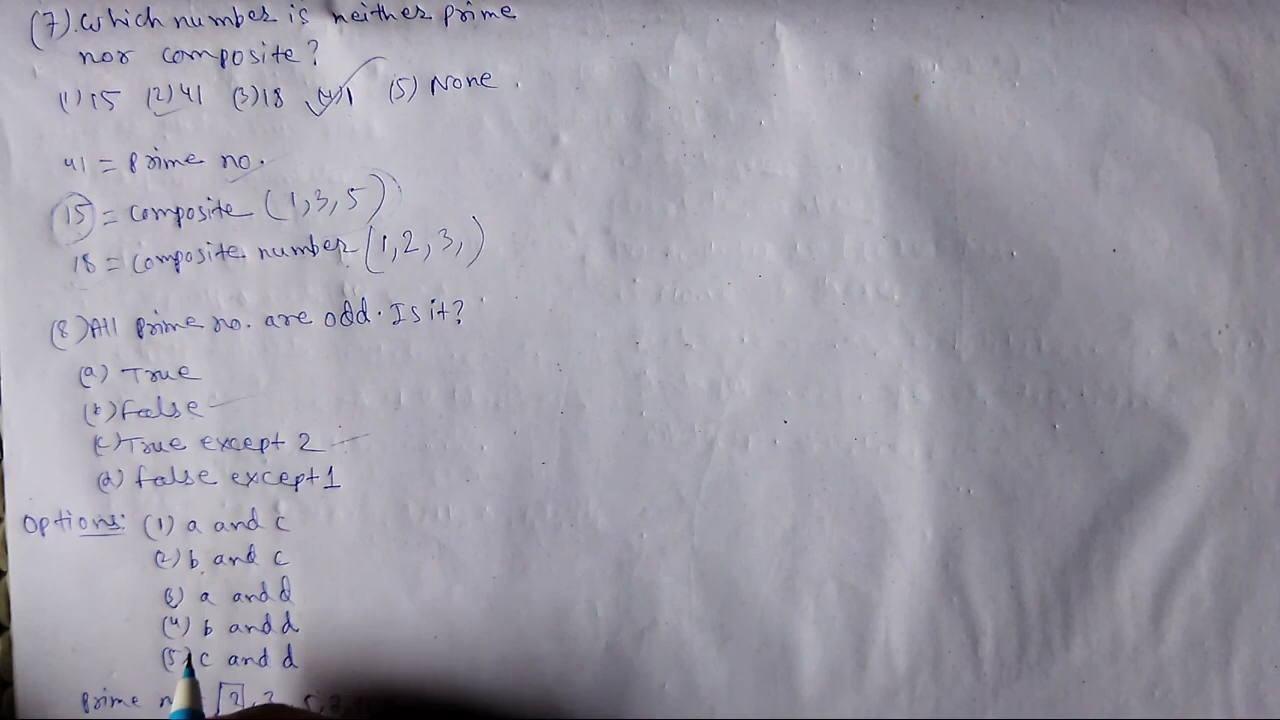 (7). Which number is neither prime
nor composite?
(1) 15 (2) 41 (3) 18 (4) 1 (5) None.
41 = prime no.
15 = composite (1,3,5)
18 = composite number (1,2,3,)
(8) All prime no. are odd. Is it?
(a) True
(b) False
(c) True except 2
(d) false except 1
Options: (1) a and c
(2) b and c
(3) a and d
(4) b and d
(5) c and d
prime 2, 3